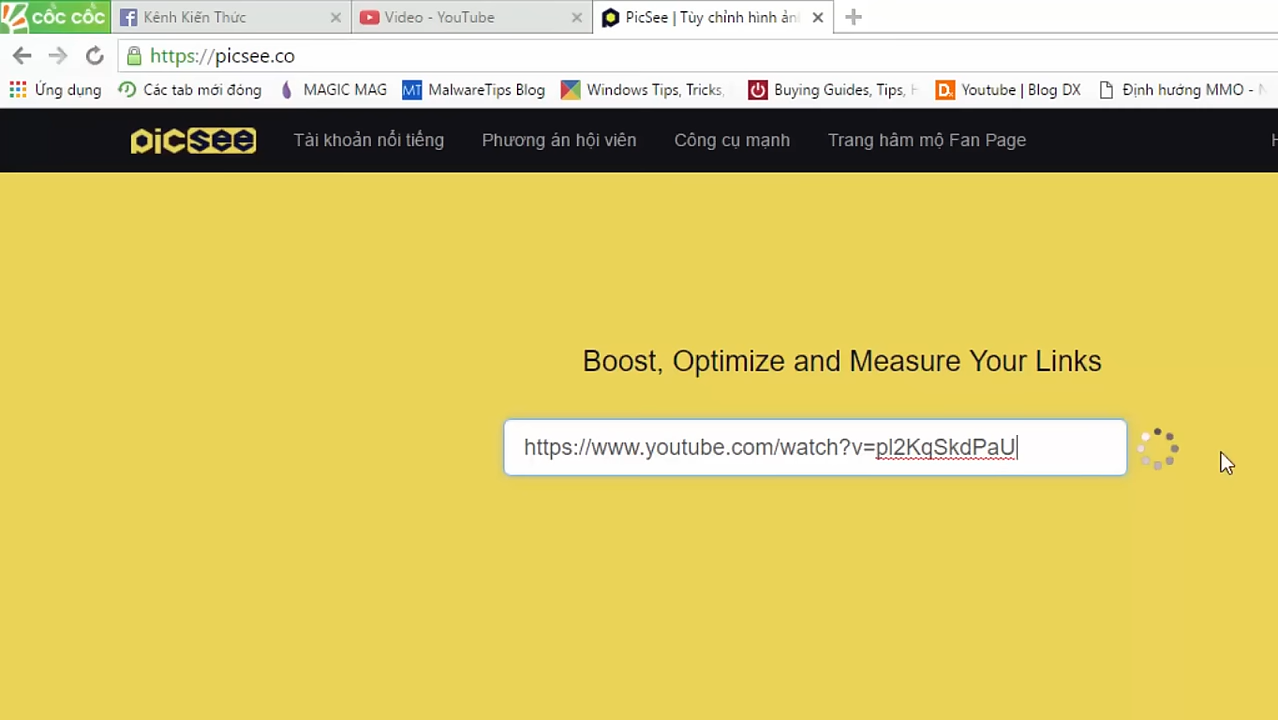 cốc cốc
Kênh Kiến Thức
Video - YouTube
PicSee | Tùy chỉnh hình ản
https://picsee.co
Ứng dụng
Các tab mới đóng
MAGIC MAG
MT MalwareTips Blog
Windows Tips, Tricks,
Buying Guides, Tips, H
Youtube | Blog DX
Định hướng MMO - N
picsee
Tài khoản nổi tiếng
Phương án hội viên
Công cụ mạnh
Trang hâm mộ Fan Page
H
Boost, Optimize and Measure Your Links
https://www.youtube.com/watch?v=pl2KqSkdPaU